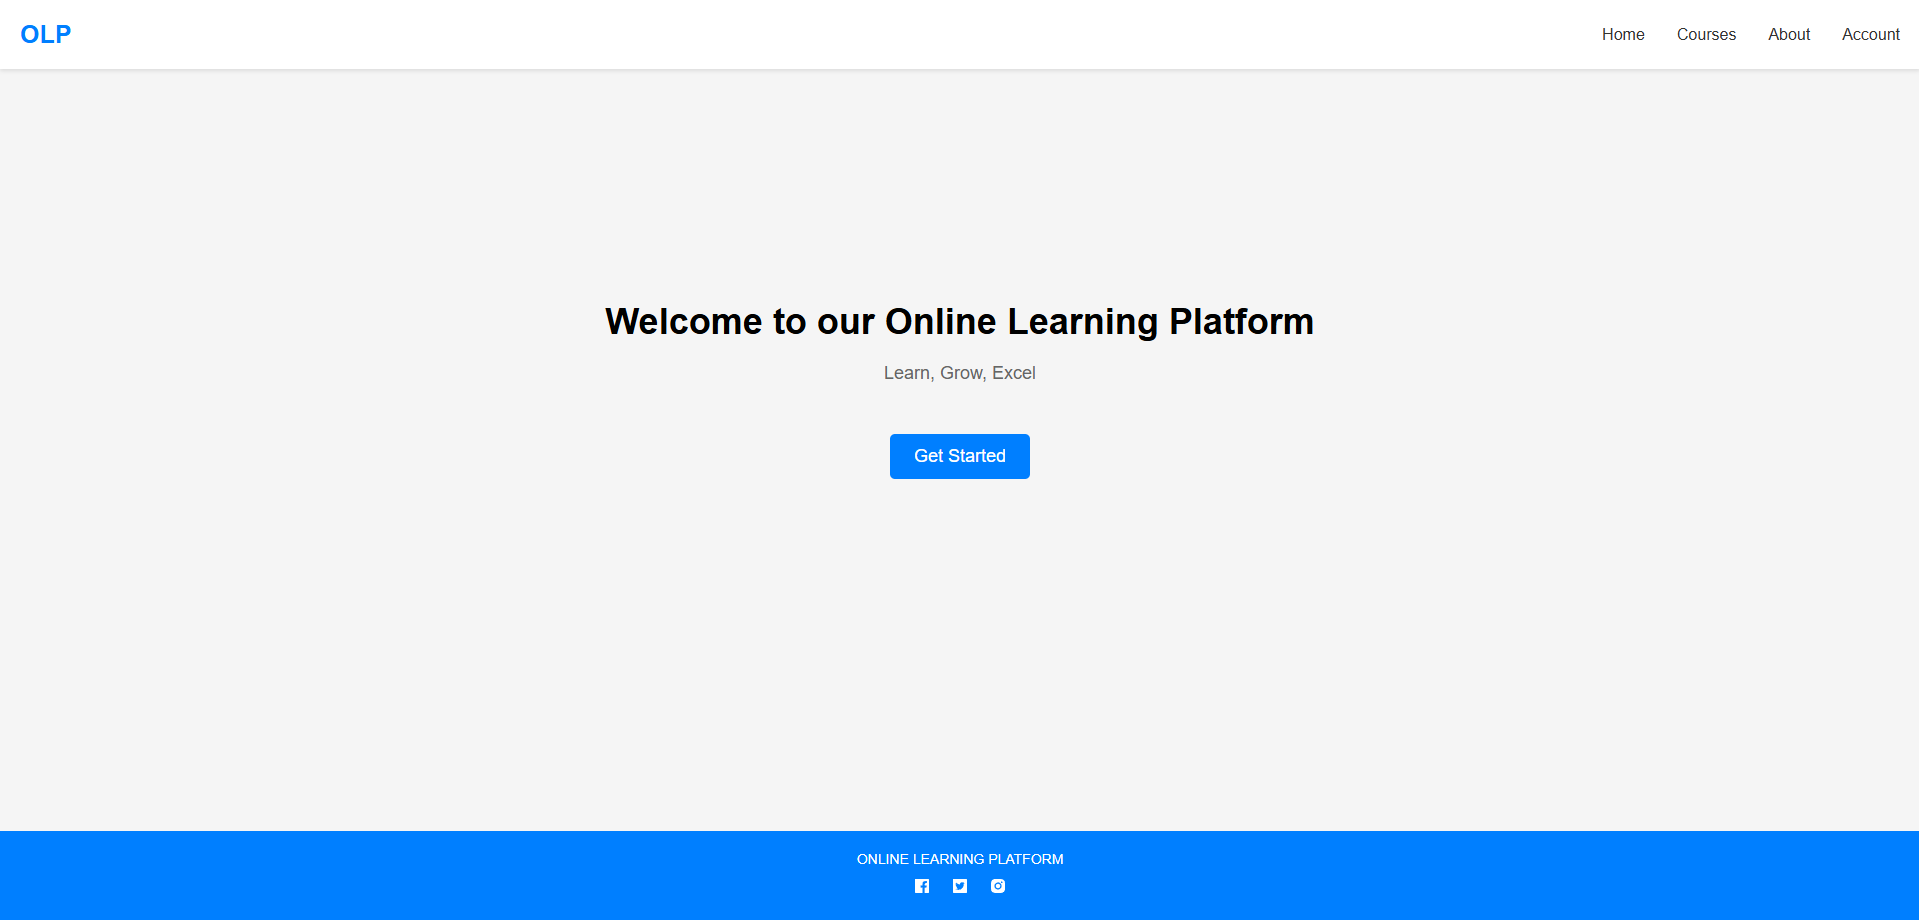 OLP
Home Courses About Account
Welcome to our Online Learning Platform
Learn, Grow, Excel
Get Started
ONLINE LEARNING PLATFORM